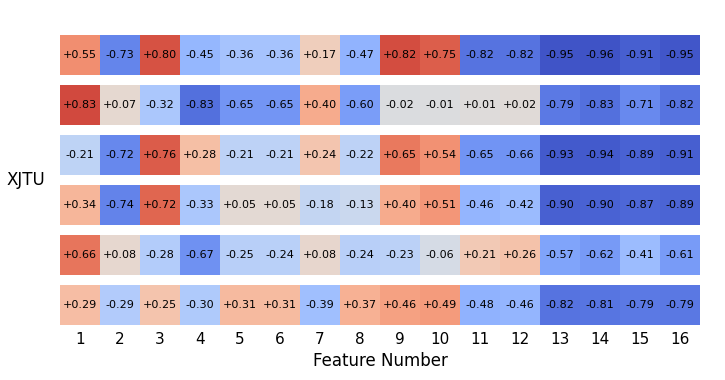 +0.55 -0.73 +0.80 -0.45 -0.36 -0.36 +0.17 -0.47 +0.82 +0.75 -0.82 -0.82 -0.95 -0.96 -0.91 -0.95
+0.83 +0.07 -0.32 -0.83 -0.65 -0.65 +0.40 -0.60 -0.02 -0.01 +0.01 +0.02 -0.79 -0.83 -0.71 -0.82
-0.21 -0.72 +0.76 +0.28 -0.21 -0.21 +0.24 -0.22 +0.65 +0.54 -0.65 -0.66 -0.93 -0.94 -0.89 -0.91
XJTU
+0.34 -0.74 +0.72 -0.33 +0.05 +0.05 -0.18 -0.13 +0.40 +0.51 -0.46 -0.42 -0.90 -0.90 -0.87 -0.89
+0.66 +0.08 -0.28 -0.67 -0.25 -0.24 +0.08 -0.24 -0.23 -0.06 +0.21 +0.26 -0.57 -0.62 -0.41 -0.61
+0.29 -0.29 +0.25 -0.30 +0.31 +0.31 -0.39 +0.37 +0.46 +0.49 -0.48 -0.46 -0.82 -0.81 -0.79 -0.79
1 2 3 4 5 6 7 8 9 10 11 12 13 14 15 16
Feature Number